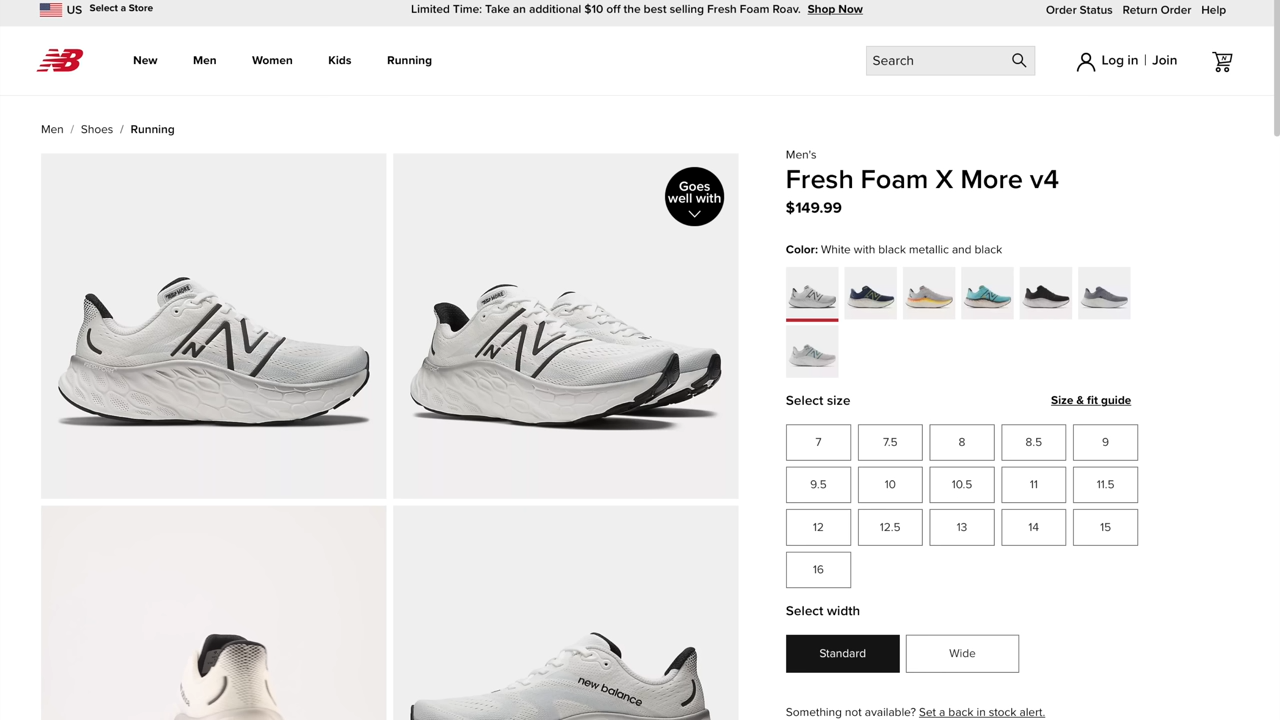 US Select a Store
Limited Time: Take an additional $10 off the best selling Fresh Foam Roav. Shop Now
Order Status Return Order Help
NB
New Men Women Kids Running
Search
Log in | Join
Men / Shoes / Running
Goes
well with
Men's
Fresh Foam X More v4
$149.99
Color: White with black metallic and black
Select size
Size & fit guide
7 7.5 8 8.5 9
9.5 10 10.5 11 11.5
12 12.5 13 14 15
16
Select width
Standard Wide
new balance
Something not available? Set a back in stock alert.